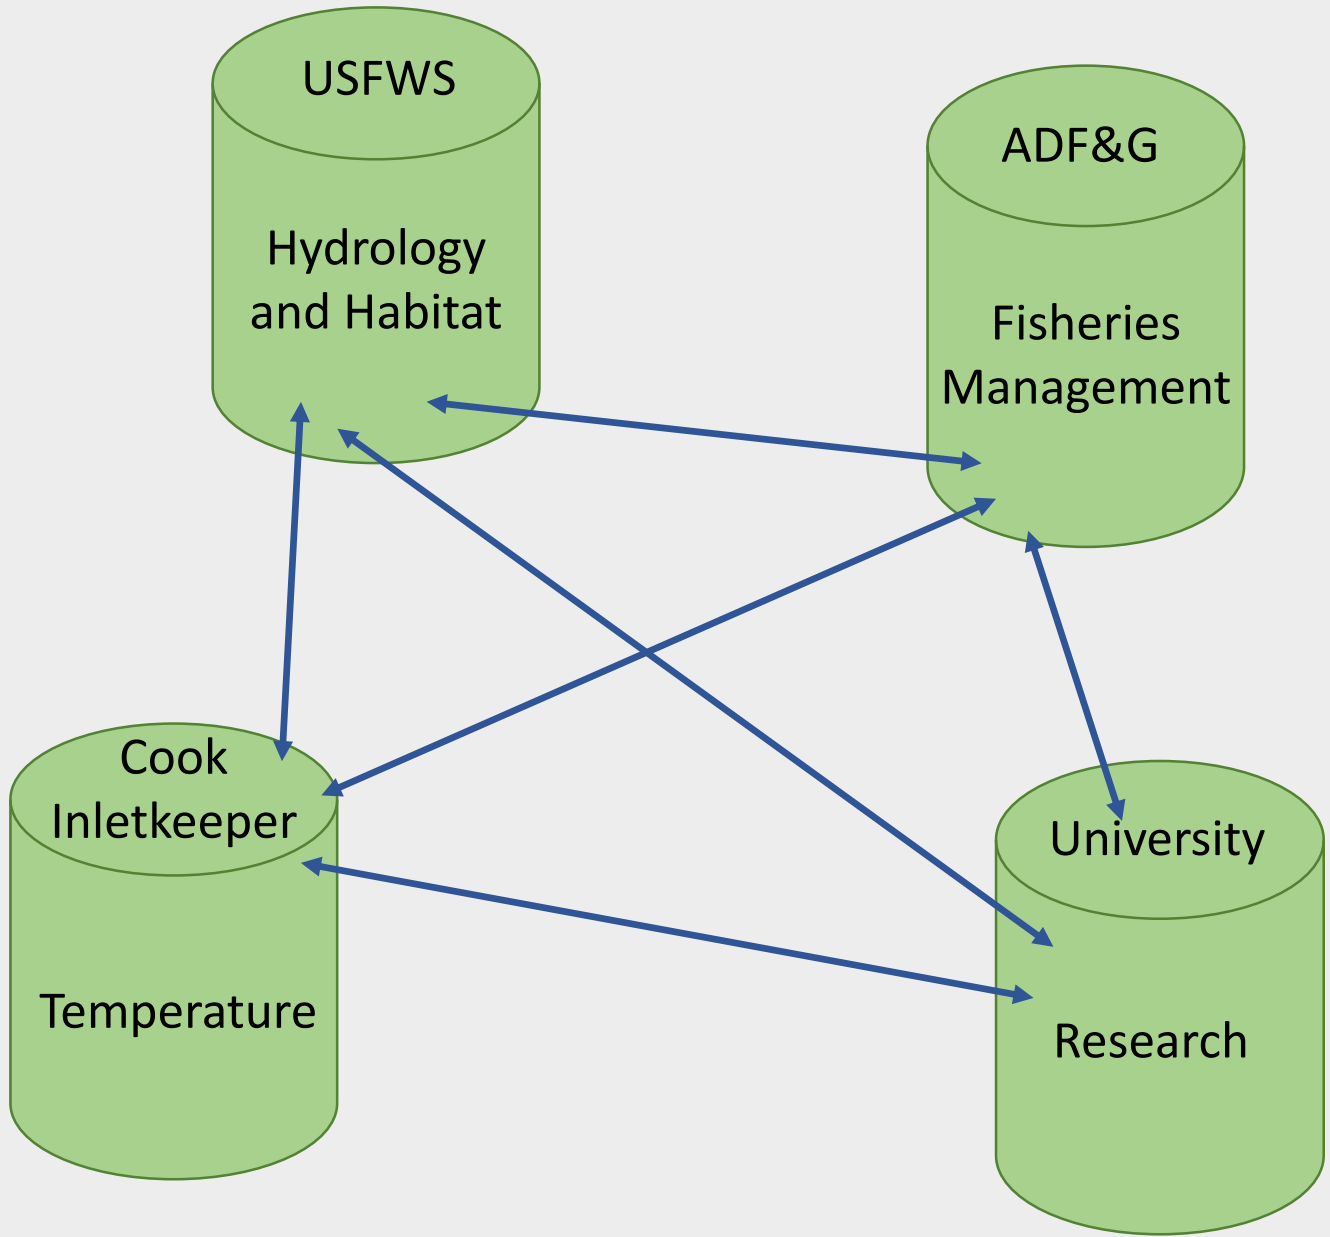 USFWS
Hydrology
and Habitat
ADF&G
Fisheries
Management
Cook
Inletkeeper
Temperature
University
Research